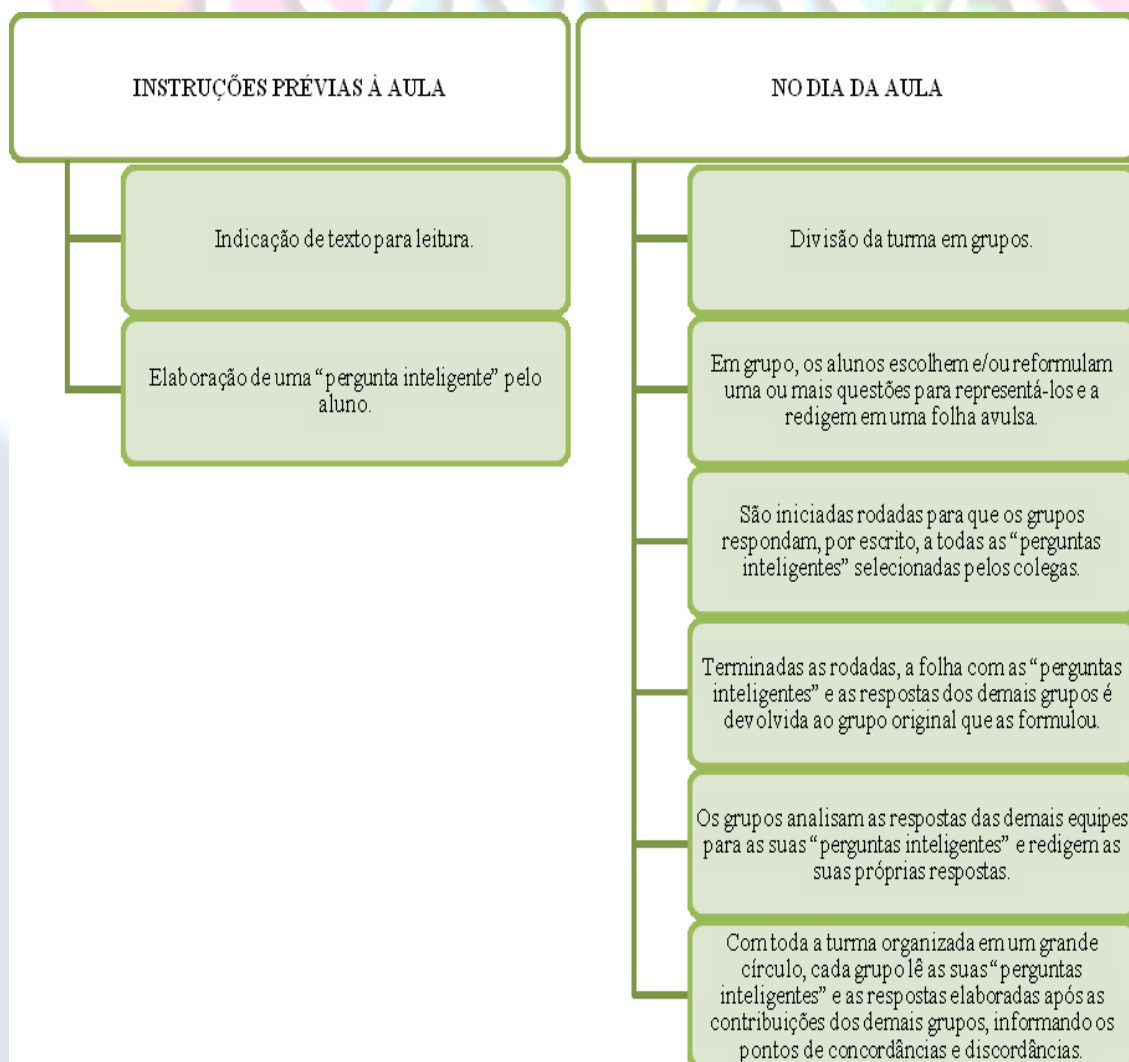 INSTRUÇÕES PRÉVIAS À AULA
Indicação de texto para leitura.
Elaboração de uma “pergunta inteligente” pelo
aluno.
NO DIA DA AULA
Divisão da turma em grupos.
Em grupo, os alunos escolhem e/ou reformulam
uma ou mais questões para representá-los e a
redigem em uma folha avulsa.
São iniciadas rodadas para que os grupos
respondam, por escrito, a todas as “perguntas
inteligentes” selecionadas pelos colegas.
Terminadas as rodadas, a folha com as “perguntas
inteligentes” e as respostas dos demais grupos é
devolvida ao grupo original que as formulou.
Os grupos analisam as respostas das demais equipes
para as suas “perguntas inteligentes” e redigem as
suas próprias respostas.
Com toda a turma organizada em um grande
círculo, cada grupo lê as suas “perguntas
inteligentes” e as respostas elaboradas após as
contribuições dos demais grupos, informando os
pontos de concordâncias e discordâncias.